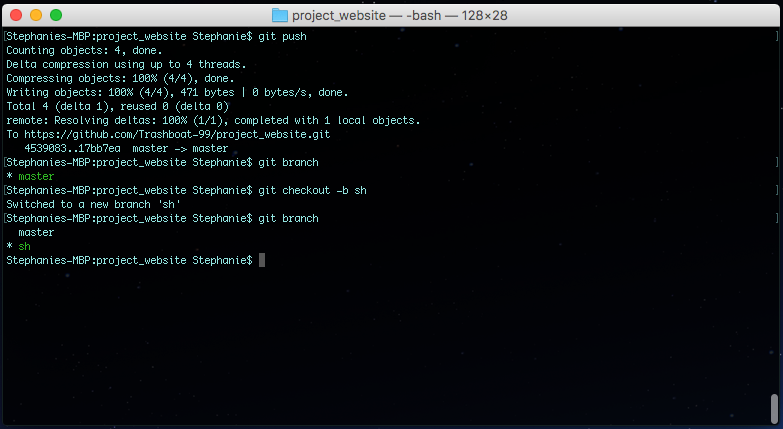 project_website — -bash — 128×28
[Stephanies-MBP:project_website Stephanie$ git push ]
Counting objects: 4, done.
Delta compression using up to 4 threads.
Compressing objects: 100% (4/4), done.
Writing objects: 100% (4/4), 471 bytes | 0 bytes/s, done.
Total 4 (delta 1), reused 0 (delta 0)
remote: Resolving deltas: 100% (1/1), completed with 1 local objects.
To https://github.com/Trashboat-99/project_website.git
   4539083..17bb7ea  master -> master
[Stephanies-MBP:project_website Stephanie$ git branch ]
* master
[Stephanies-MBP:project_website Stephanie$ git checkout -b sh ]
Switched to a new branch 'sh'
[Stephanies-MBP:project_website Stephanie$ git branch ]
  master
* sh
Stephanies-MBP:project_website Stephanie$